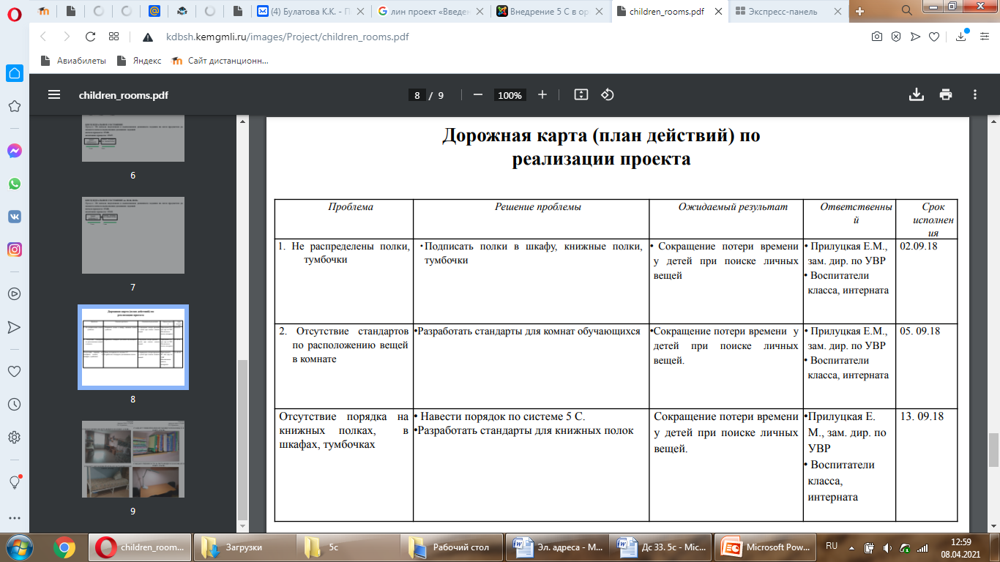 (4) Булатова К.К. - П
лин проект «Введен
Внедрение 5 С в ор
children_rooms.pdf
Экспресс-панель
kdbsh.kemgmli.ru/images/Project/children_rooms.pdf
Авиабилеты
Яндекс
Сайт дистанционн...
children_rooms.pdf
8 / 9
100%
6
7
8
9
Дорожная карта (план действий) по
реализации проекта
Проблема
Решение проблемы
Ожидаемый результат
Ответственны
й
Срок
исполнен
ия
1. Не распределены полки,
тумбочки
• Подписать полки в шкафу, книжные полки,
тумбочки
• Сокращение потери времени
у детей при поиске личных
вещей
• Прилуцкая Е.М.,
зам. дир. по УВР
• Воспитатели
класса, интерната
02.09.18
2. Отсутствие стандартов
по расположению вещей
в комнате
•Разработать стандарты для комнат обучающихся
•Сокращение потери времени у
детей при поиске личных
вещей.
• Прилуцкая Е.М.,
зам. дир. по УВР
• Воспитатели
класса, интерната
05. 09.18
Отсутствие порядка на
книжных полках, в
шкафах, тумбочках
• Навести порядок по системе 5 С.
•Разработать стандарты для книжных полок
Сокращение потери времени
у детей при поиске личных
вещей.
•Прилуцкая Е.
М., зам. дир. по
УВР
• Воспитатели
класса,
интерната
13. 09.18
children_room...
Загрузки
5с
Рабочий стол
Эл. адреса - M...
Дс 33. 5с - Mic...
Microsoft Pow...
RU
12:59
08.04.2021